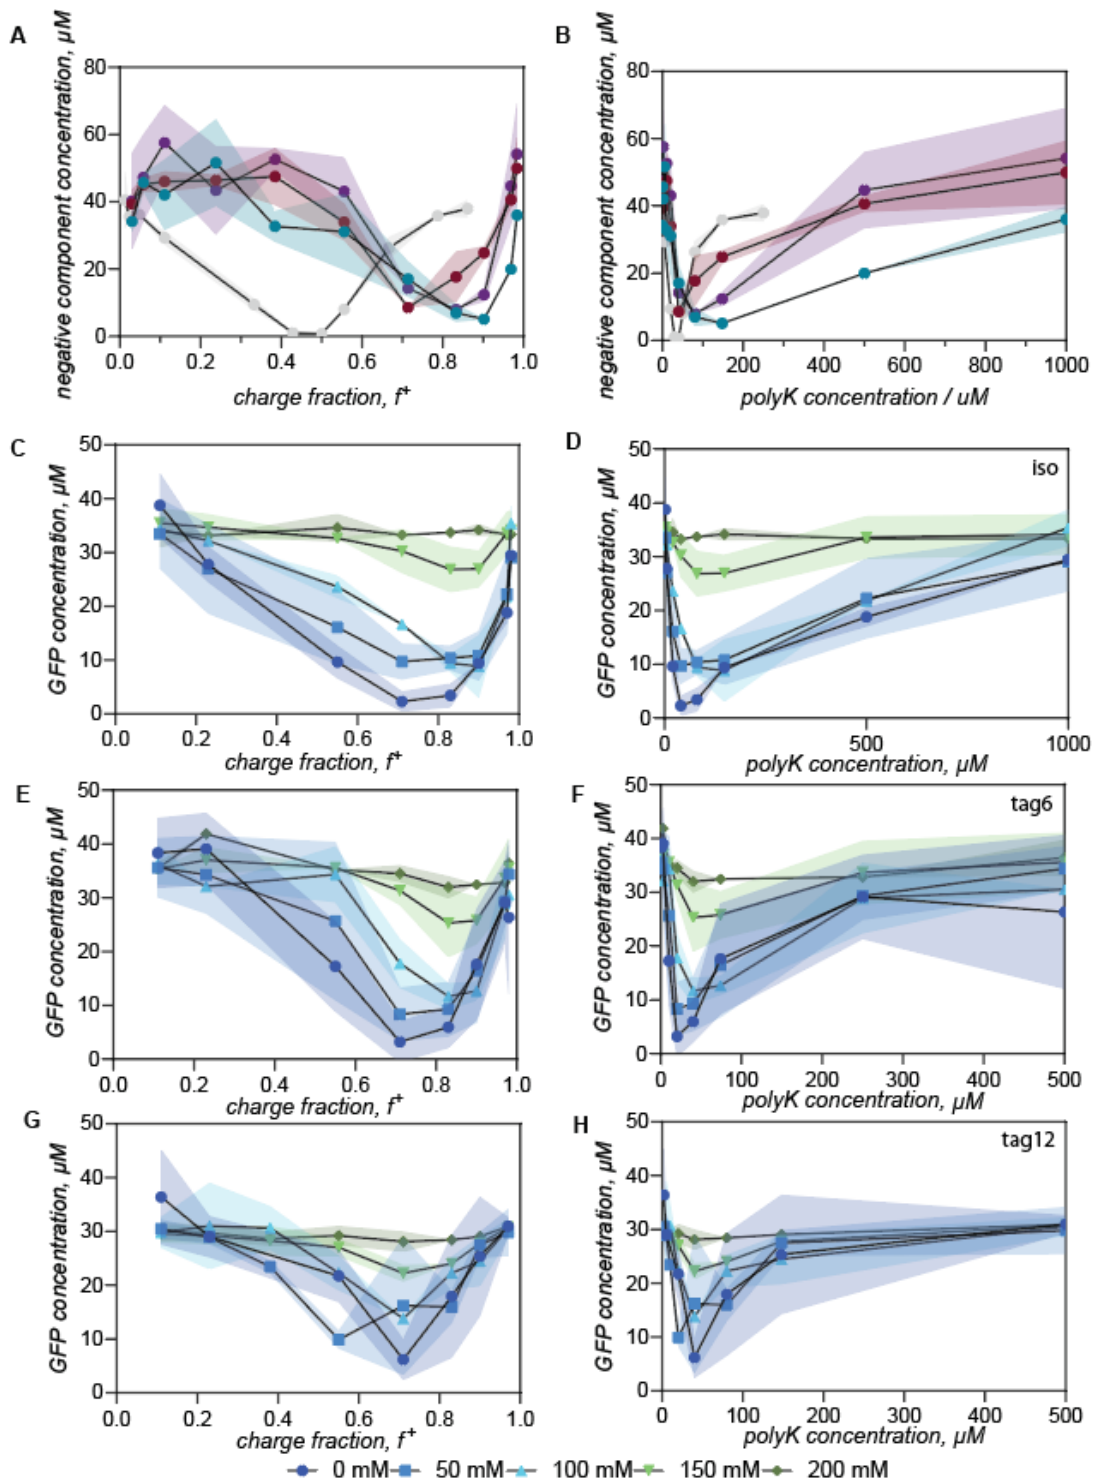 A
negative component concentration, µM
80
60
40
20
0
0.0 0.2 0.4 0.6 0.8 1.0
charge fraction, f+
B
negative component concentration, µM
80
60
40
20
0
0 200 400 600 800 1000
polyK concentration / uM
C
GFP concentration, µM
50
40
30
20
10
0
0.0 0.2 0.4 0.6 0.8 1.0
charge fraction, f+
D
iso
GFP concentration, µM
50
40
30
20
10
0
0 500 1000
polyK concentration, µM
E
GFP concentration, µM
50
40
30
20
10
0
0.0 0.2 0.4 0.6 0.8 1.0
charge fraction, f+
F
tag6
GFP concentration, µM
50
40
30
20
10
0
0 100 200 300 400 500
polyK concentration, µM
G
GFP concentration, µM
50
40
30
20
10
0
0.0 0.2 0.4 0.6 0.8 1.0
charge fraction, f+
H
tag12
GFP concentration, µM
50
40
30
20
10
0
0 100 200 300 400 500
polyK concentration, µM
0 mM 50 mM 100 mM 150 mM 200 mM